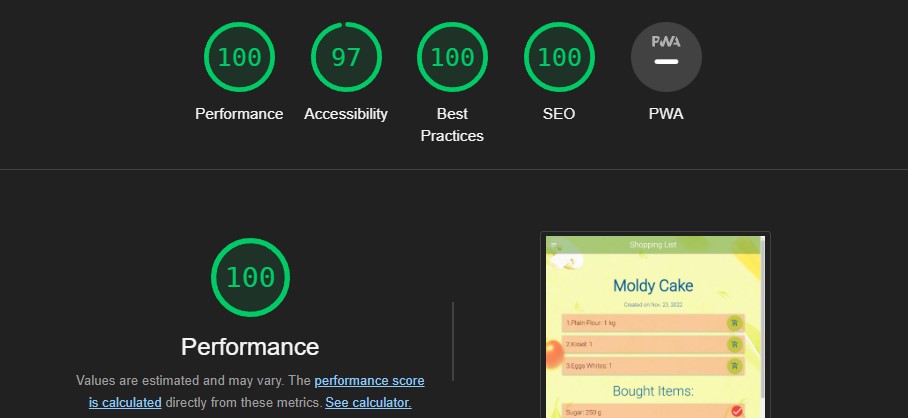 100
97
100
100
PWA
Performance
Accessibility
Best
Practices
SEO
PWA
100
Performance
Values are estimated and may vary. The performance score
is calculated directly from these metrics. See calculator.
Shopping List
Moldy Cake
Created on Nov. 23, 2022
1.Plain Flour: 1 kg
2.Kisel: 1
3.Eggs Whites: 1
Bought Items:
Sugar: 250 g